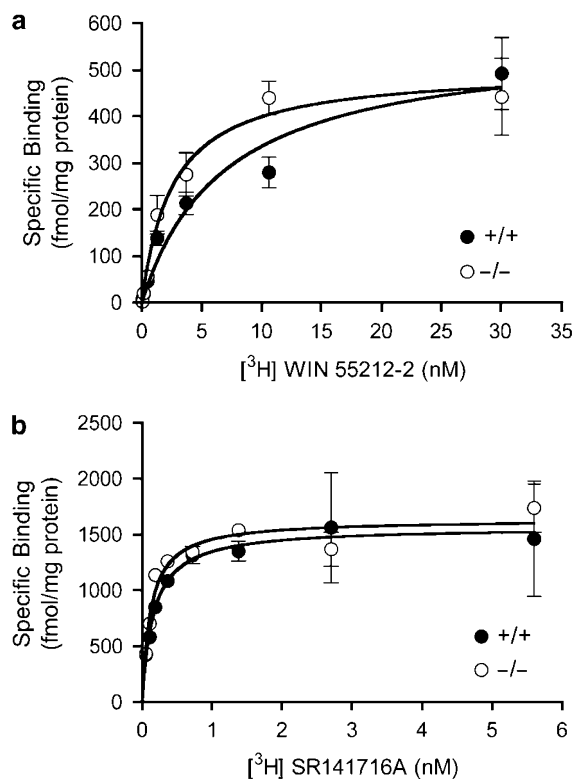 a
600
500
400
300
200
100
0
Specific Binding
(fmol/mg protein)
+/+
−/−
0 5 10 15 20 25 30 35
[³H] WIN 55212-2 (nM)
b
2500
2000
1500
1000
500
0
Specific Binding
(fmol/mg protein)
+/+
−/−
0 1 2 3 4 5 6
[³H] SR141716A (nM)